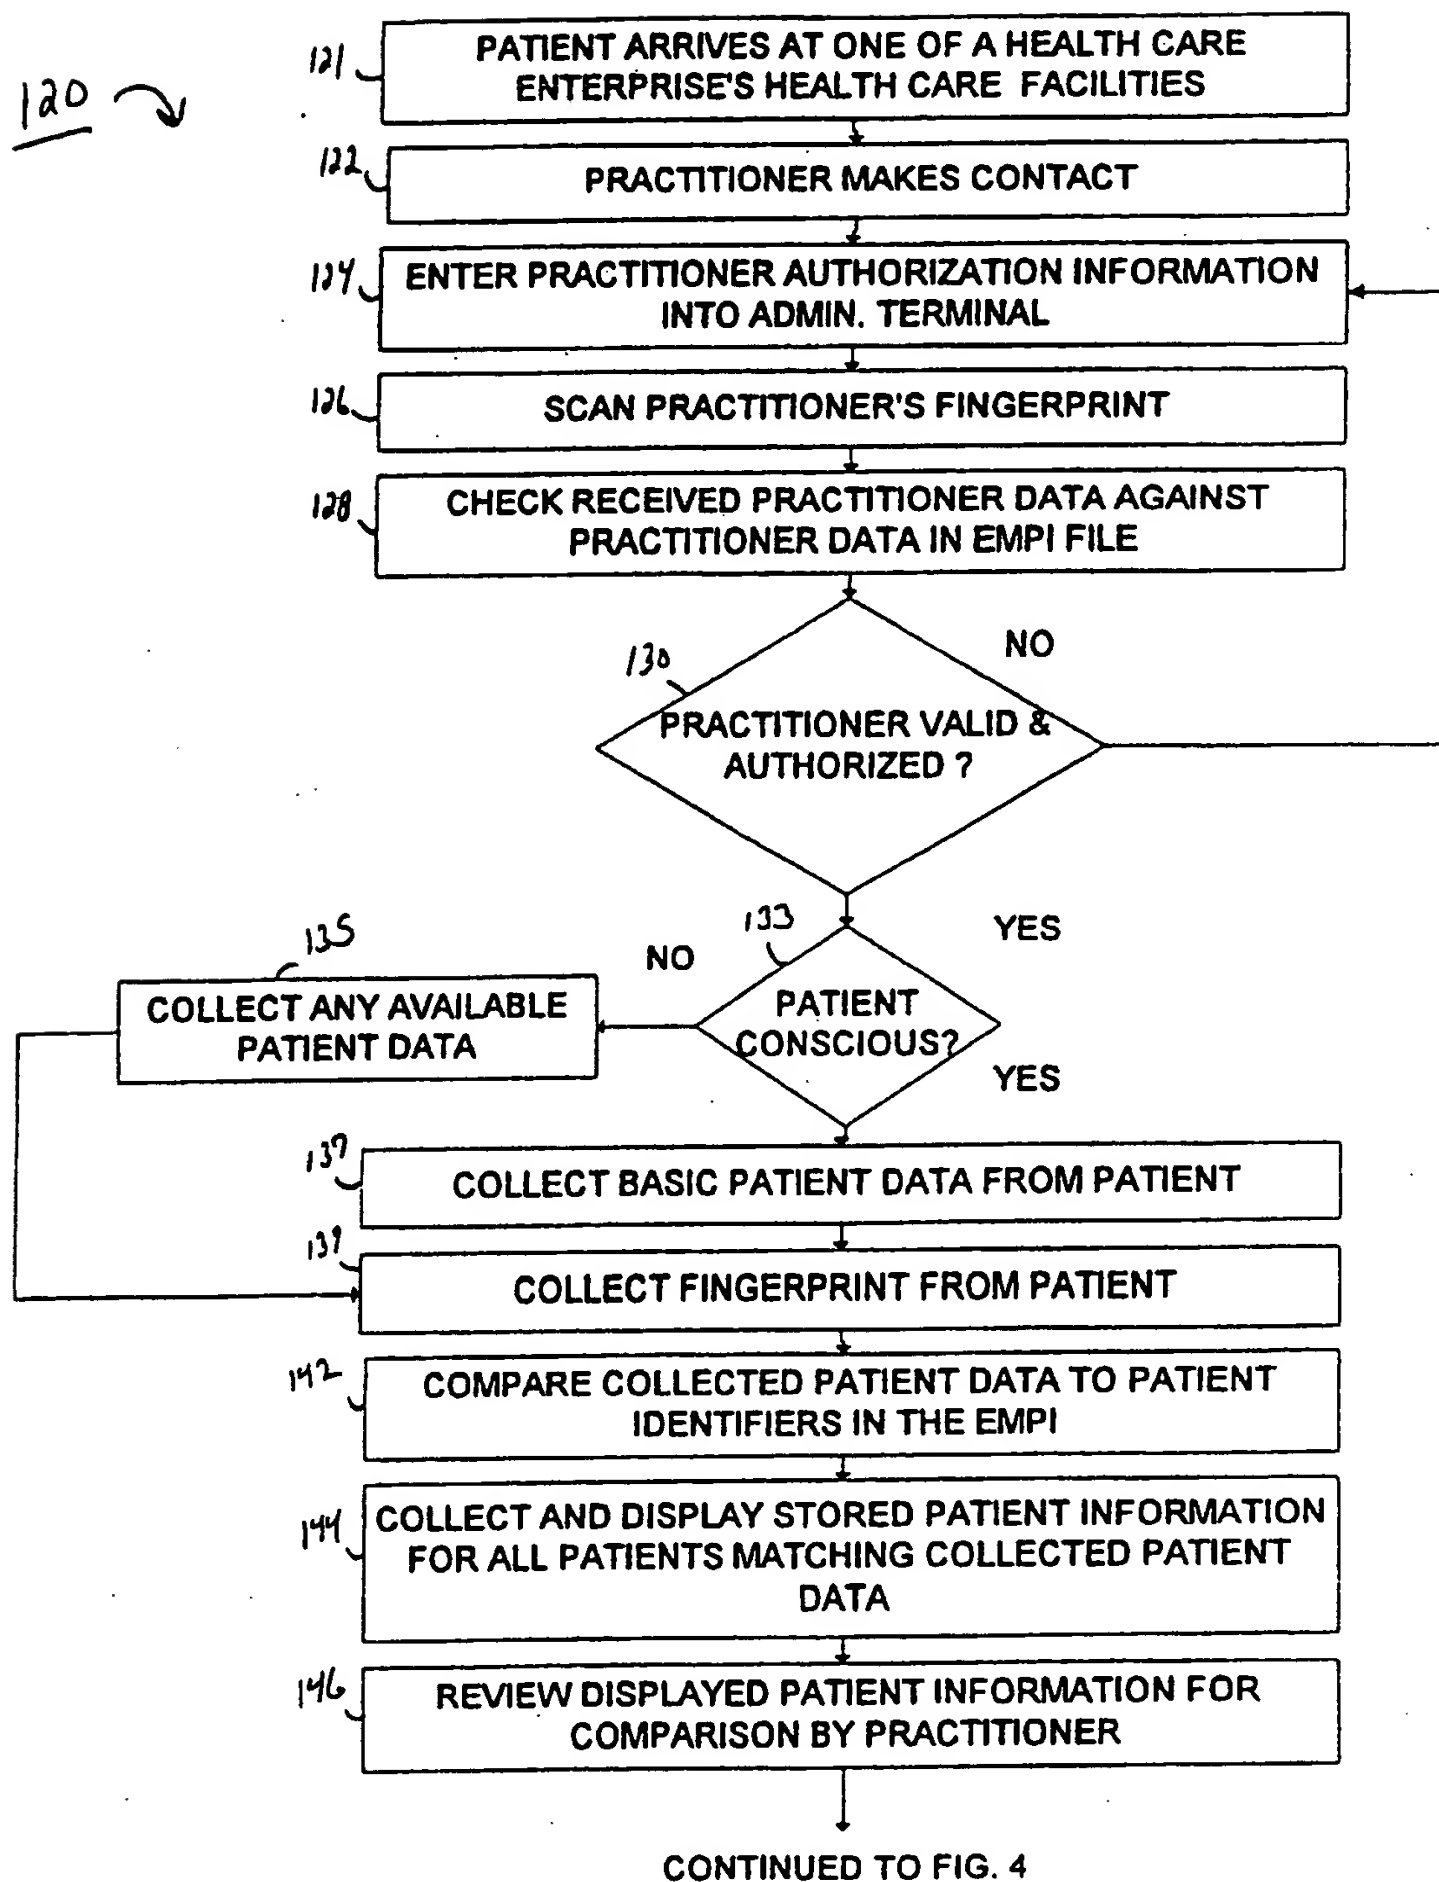 120
121
PATIENT ARRIVES AT ONE OF A HEALTH CARE
ENTERPRISE'S HEALTH CARE FACILITIES
122
PRACTITIONER MAKES CONTACT
124
ENTER PRACTITIONER AUTHORIZATION INFORMATION
INTO ADMIN. TERMINAL
126
SCAN PRACTITIONER'S FINGERPRINT
128
CHECK RECEIVED PRACTITIONER DATA AGAINST
PRACTITIONER DATA IN EMPI FILE
130
NO
PRACTITIONER VALID &
AUTHORIZED ?
YES
133
NO
PATIENT
CONSCIOUS?
YES
135
COLLECT ANY AVAILABLE
PATIENT DATA
137
COLLECT BASIC PATIENT DATA FROM PATIENT
139
COLLECT FINGERPRINT FROM PATIENT
142
COMPARE COLLECTED PATIENT DATA TO PATIENT
IDENTIFIERS IN THE EMPI
144
COLLECT AND DISPLAY STORED PATIENT INFORMATION
FOR ALL PATIENTS MATCHING COLLECTED PATIENT
DATA
146
REVIEW DISPLAYED PATIENT INFORMATION FOR
COMPARISON BY PRACTITIONER
CONTINUED TO FIG. 4